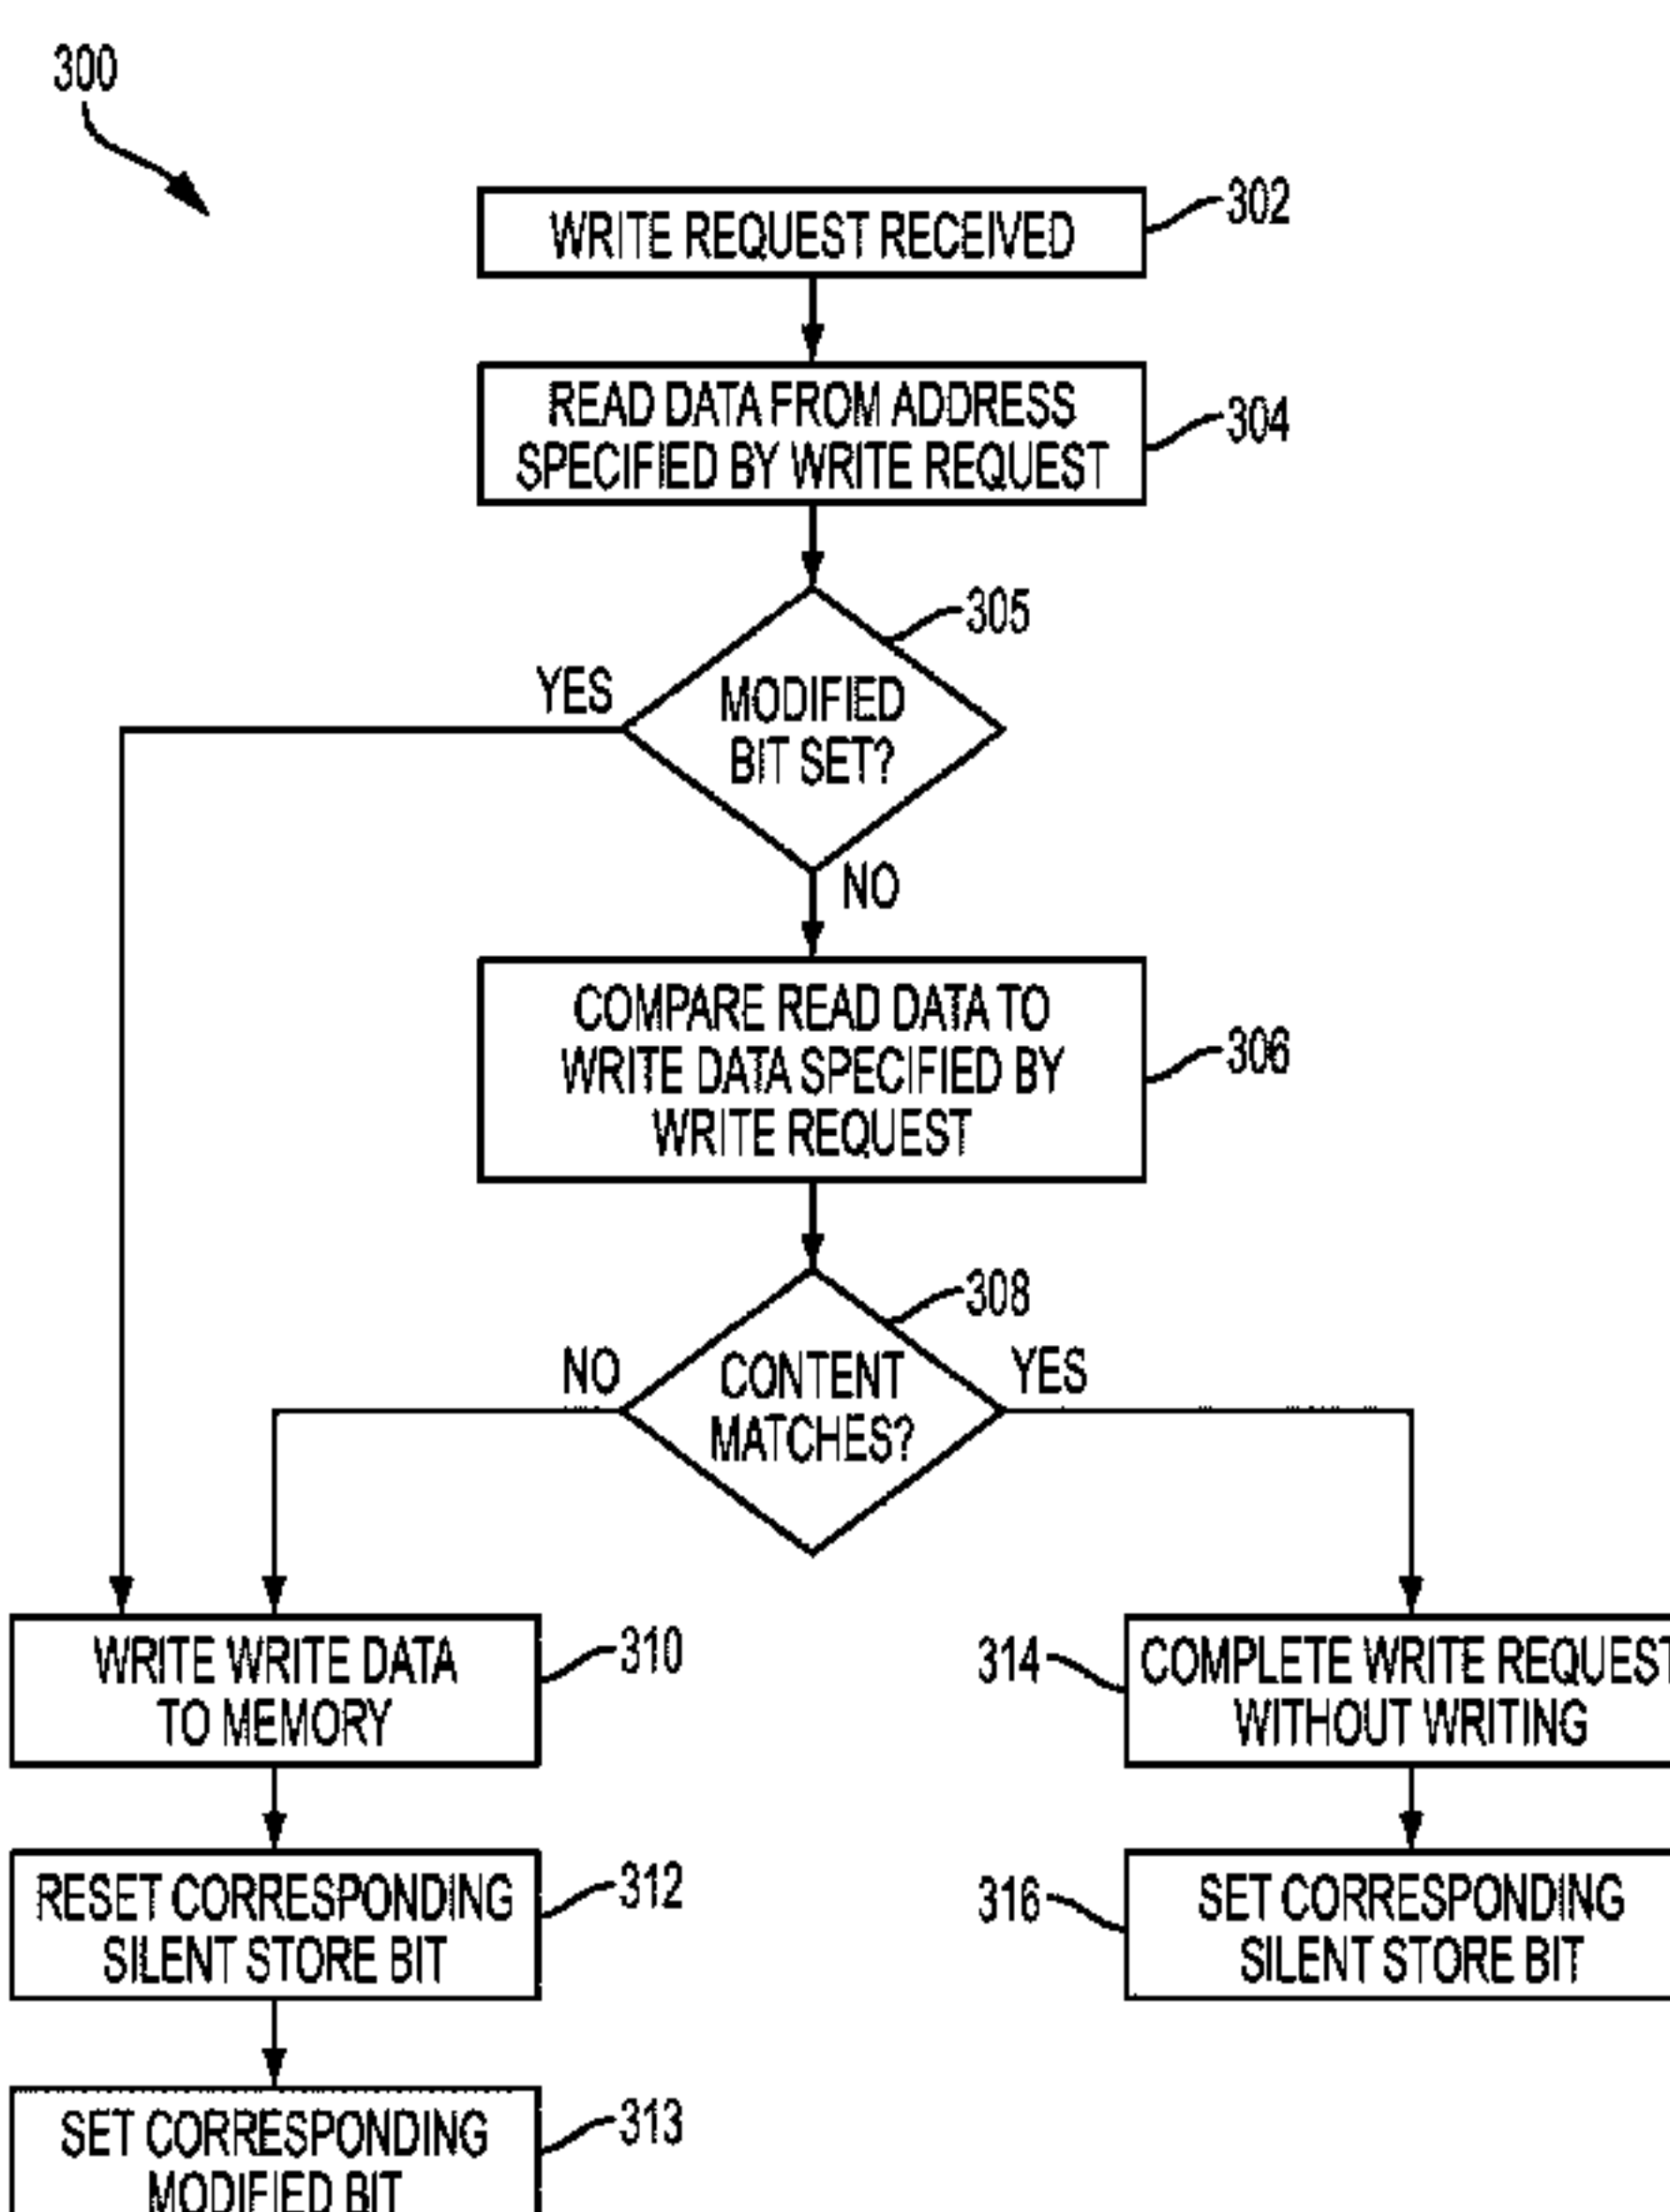 300
WRITE REQUEST RECEIVED
302
READ DATA FROM ADDRESS
SPECIFIED BY WRITE REQUEST
304
305
YES
MODIFIED
BIT SET?
NO
COMPARE READ DATA TO
WRITE DATA SPECIFIED BY
WRITE REQUEST
306
308
NO
CONTENT
MATCHES?
YES
WRITE WRITE DATA
TO MEMORY
310
314
COMPLETE WRITE REQUEST
WITHOUT WRITING
RESET CORRESPONDING
SILENT STORE BIT
312
316
SET CORRESPONDING
SILENT STORE BIT
SET CORRESPONDING
MODIFIED BIT
313